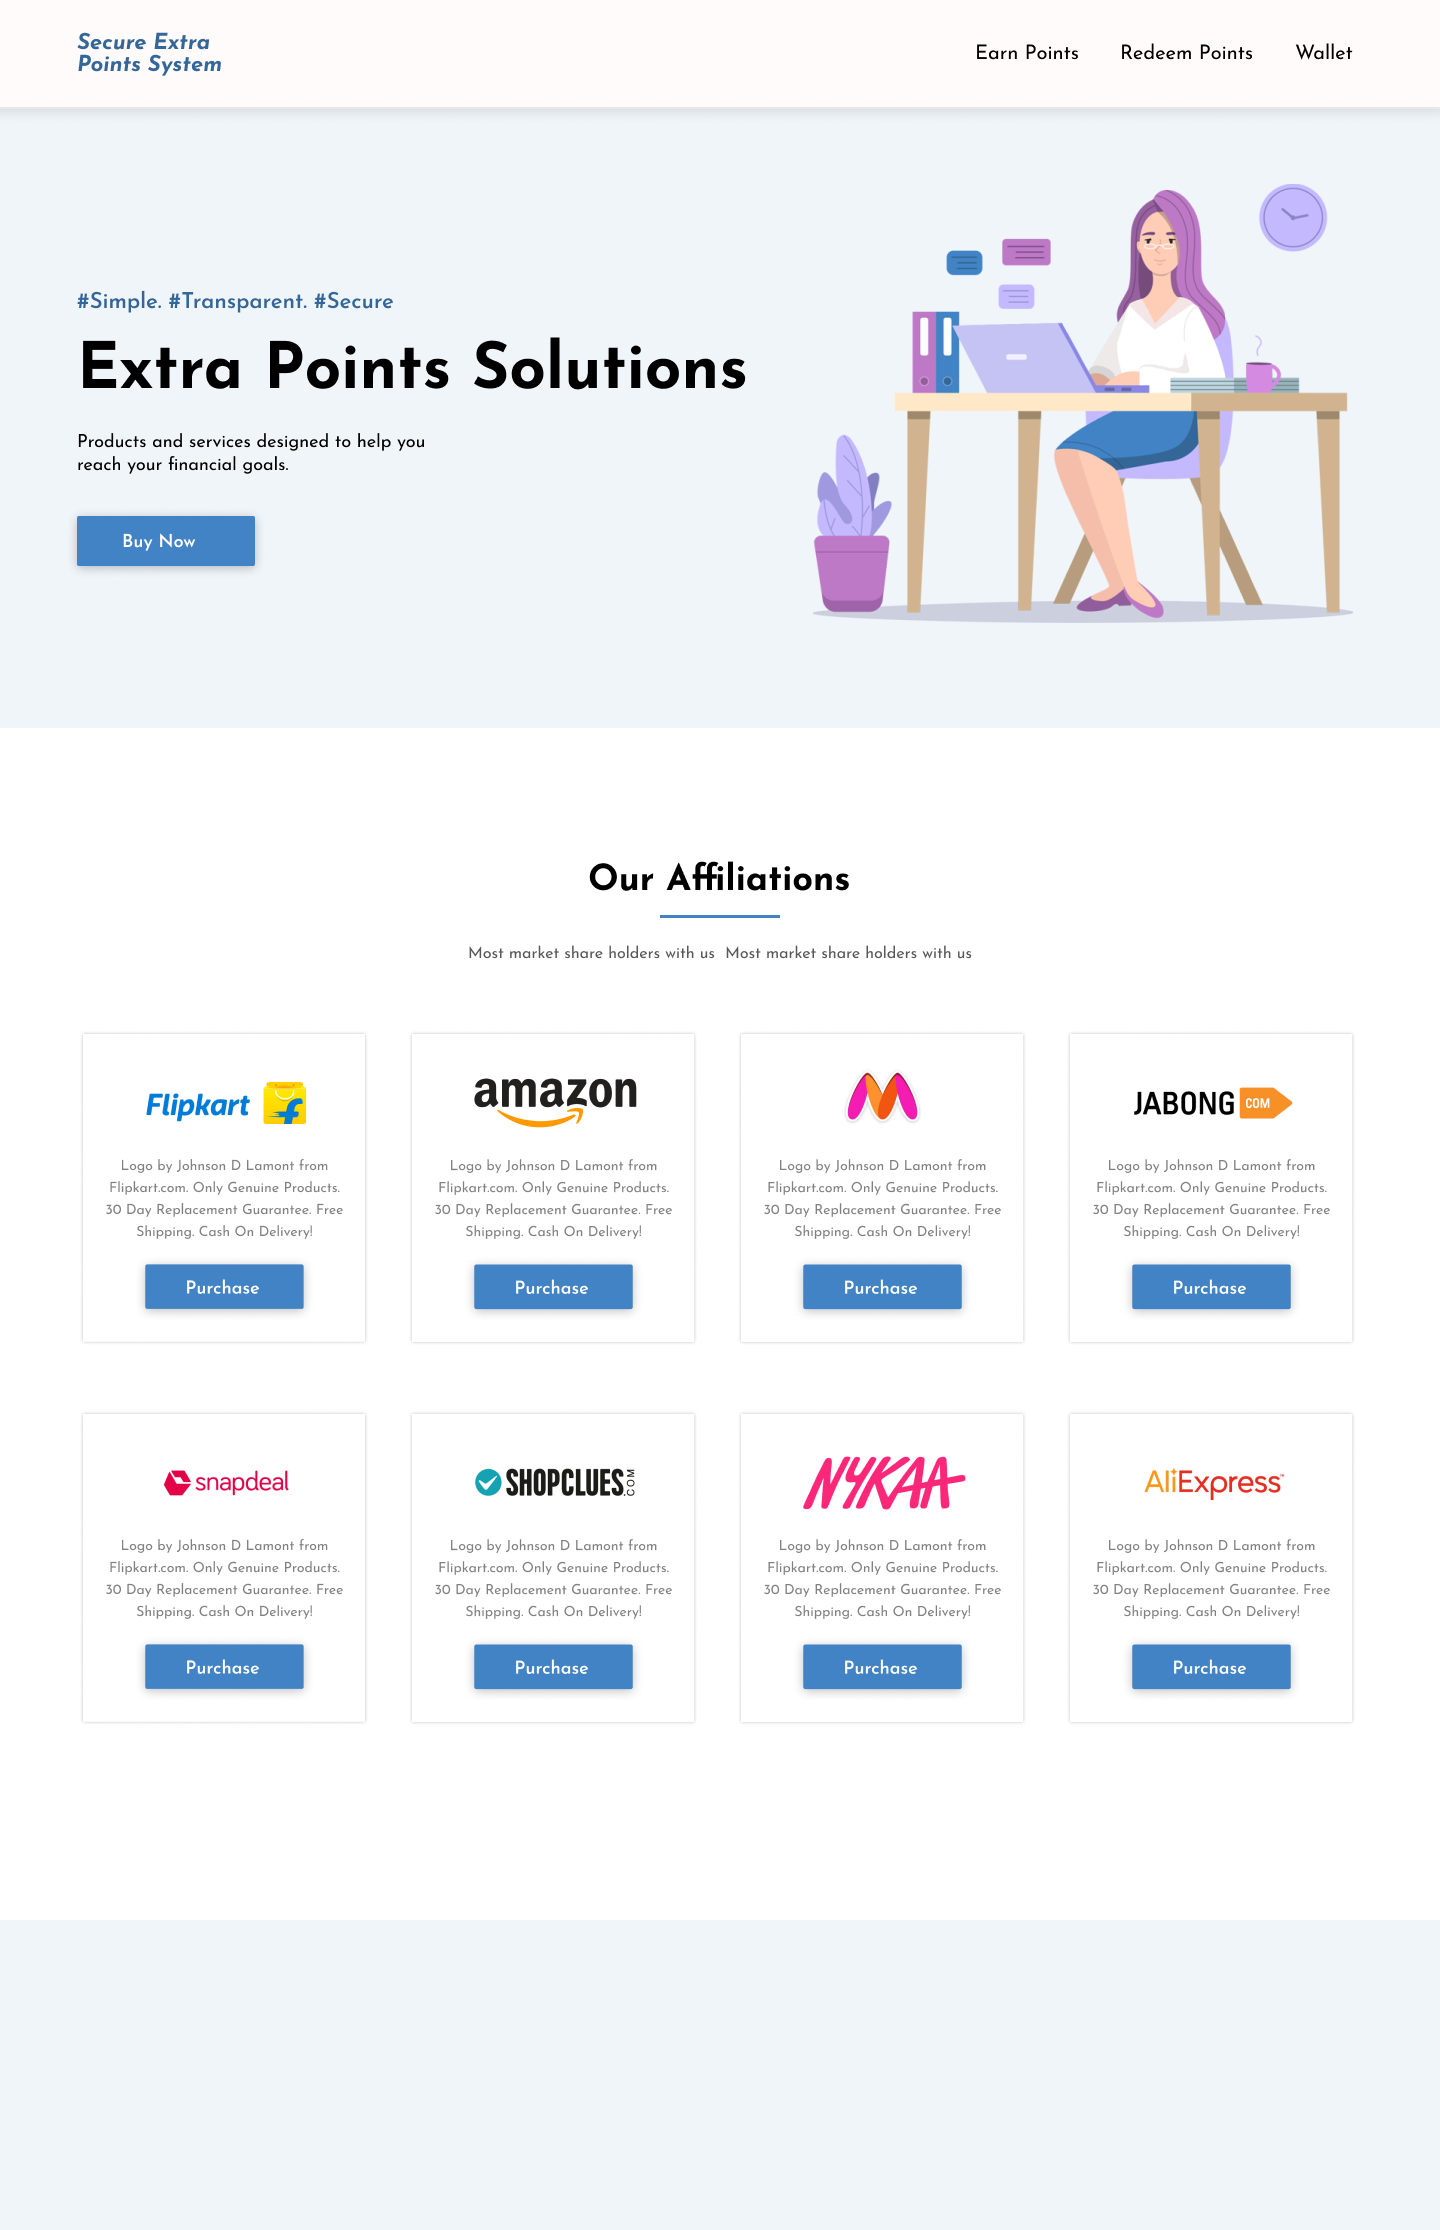 Secure Extra
Points System
Earn Points
Redeem Points
Wallet
#Simple. #Transparent. #Secure
Extra Points Solutions
Products and services designed to help you
reach your financial goals.
Buy Now
Our Affiliations
Most market share holders with us  Most market share holders with us
Flipkart
Logo by Johnson D Lamont from
Flipkart.com. Only Genuine Products.
30 Day Replacement Guarantee. Free
Shipping. Cash On Delivery!
Purchase
amazon
Logo by Johnson D Lamont from
Flipkart.com. Only Genuine Products.
30 Day Replacement Guarantee. Free
Shipping. Cash On Delivery!
Purchase
Logo by Johnson D Lamont from
Flipkart.com. Only Genuine Products.
30 Day Replacement Guarantee. Free
Shipping. Cash On Delivery!
Purchase
JABONG COM
Logo by Johnson D Lamont from
Flipkart.com. Only Genuine Products.
30 Day Replacement Guarantee. Free
Shipping. Cash On Delivery!
Purchase
snapdeal
Logo by Johnson D Lamont from
Flipkart.com. Only Genuine Products.
30 Day Replacement Guarantee. Free
Shipping. Cash On Delivery!
Purchase
SHOPCLUES.COM
Logo by Johnson D Lamont from
Flipkart.com. Only Genuine Products.
30 Day Replacement Guarantee. Free
Shipping. Cash On Delivery!
Purchase
NYKAA
Logo by Johnson D Lamont from
Flipkart.com. Only Genuine Products.
30 Day Replacement Guarantee. Free
Shipping. Cash On Delivery!
Purchase
AliExpress™
Logo by Johnson D Lamont from
Flipkart.com. Only Genuine Products.
30 Day Replacement Guarantee. Free
Shipping. Cash On Delivery!
Purchase